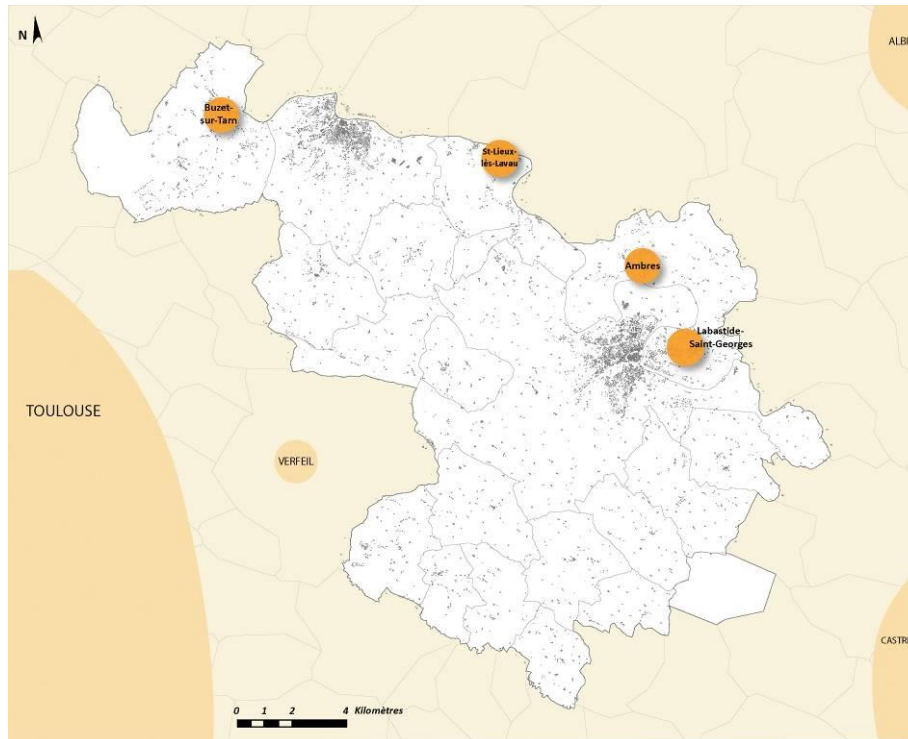 N
ALBI
Buzet-
sur-Tarn
St-Lieux-
lès-Lavau
Ambres
Labastide-
Saint-Georges
TOULOUSE
VERFEIL
CASTRE
0 1 2 4 Kilomètres